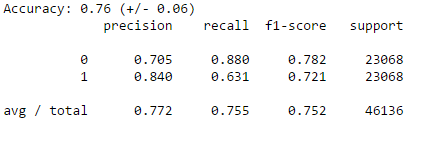 Accuracy: 0.76 (+/- 0.06)
precision recall f1-score support
0 0.705 0.880 0.782 23068
1 0.840 0.631 0.721 23068
avg / total 0.772 0.755 0.752 46136